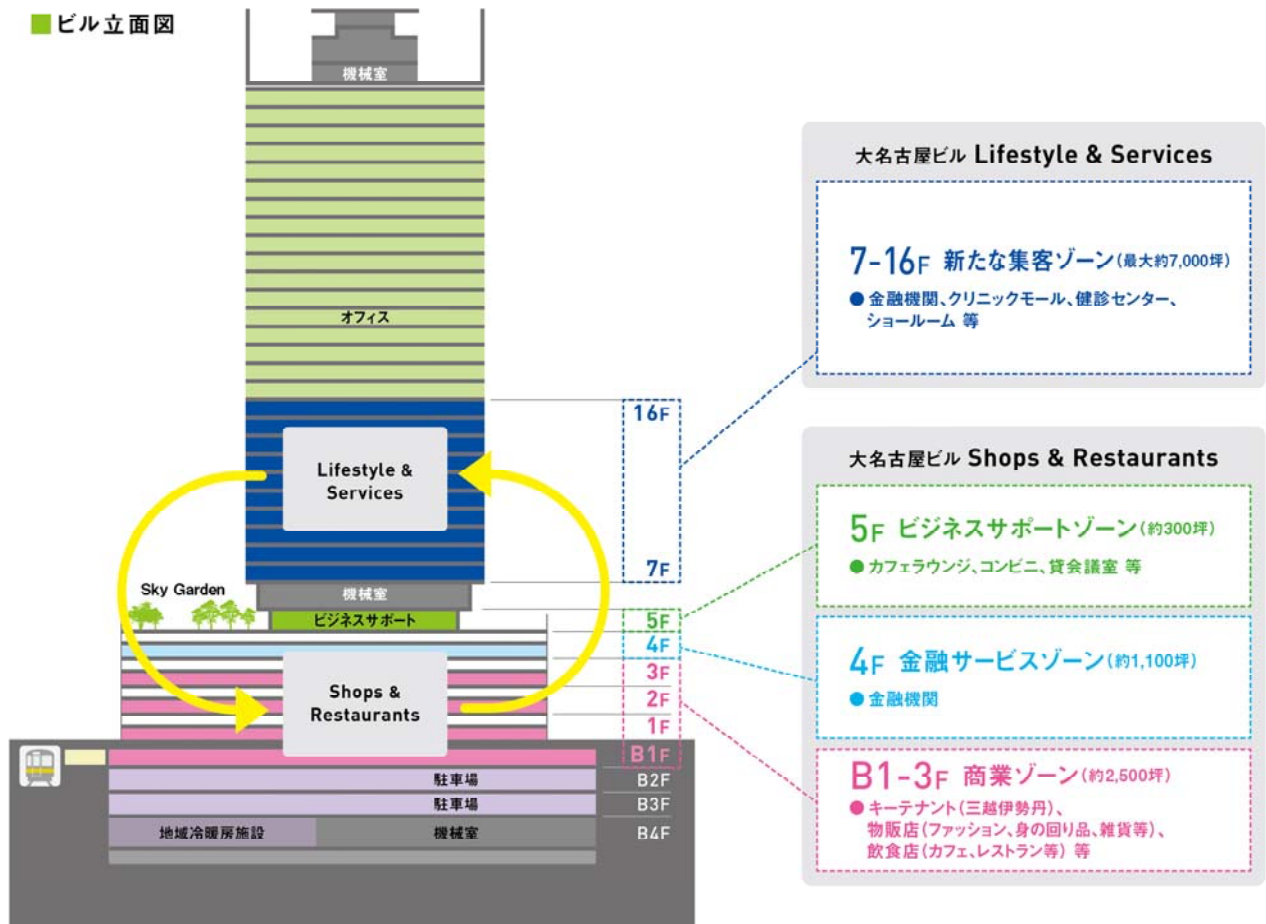 ビル立面図
機械室
オフィス
16F
Lifestyle &
Services
7F
Sky Garden
機械室
ビジネスサポート
5F
4F
3F
Shops &
Restaurants
2F
1F
B1F
駐車場
B2F
駐車場
B3F
地域冷暖房施設
機械室
B4F
大名古屋ビル Lifestyle & Services
7-16F 新たな集客ゾーン(最大約7,000坪)
● 金融機関、クリニックモール、健診センター、
ショールーム 等
大名古屋ビル Shops & Restaurants
5F ビジネスサポートゾーン(約300坪)
● カフェラウンジ、コンビニ、貸会議室 等
4F 金融サービスゾーン(約1,100坪)
● 金融機関
B1-3F 商業ゾーン(約2,500坪)
● キーテナント(三越伊勢丹)、
物販店(ファッション、身の回り品、雑貨等)、
飲食店(カフェ、レストラン等) 等